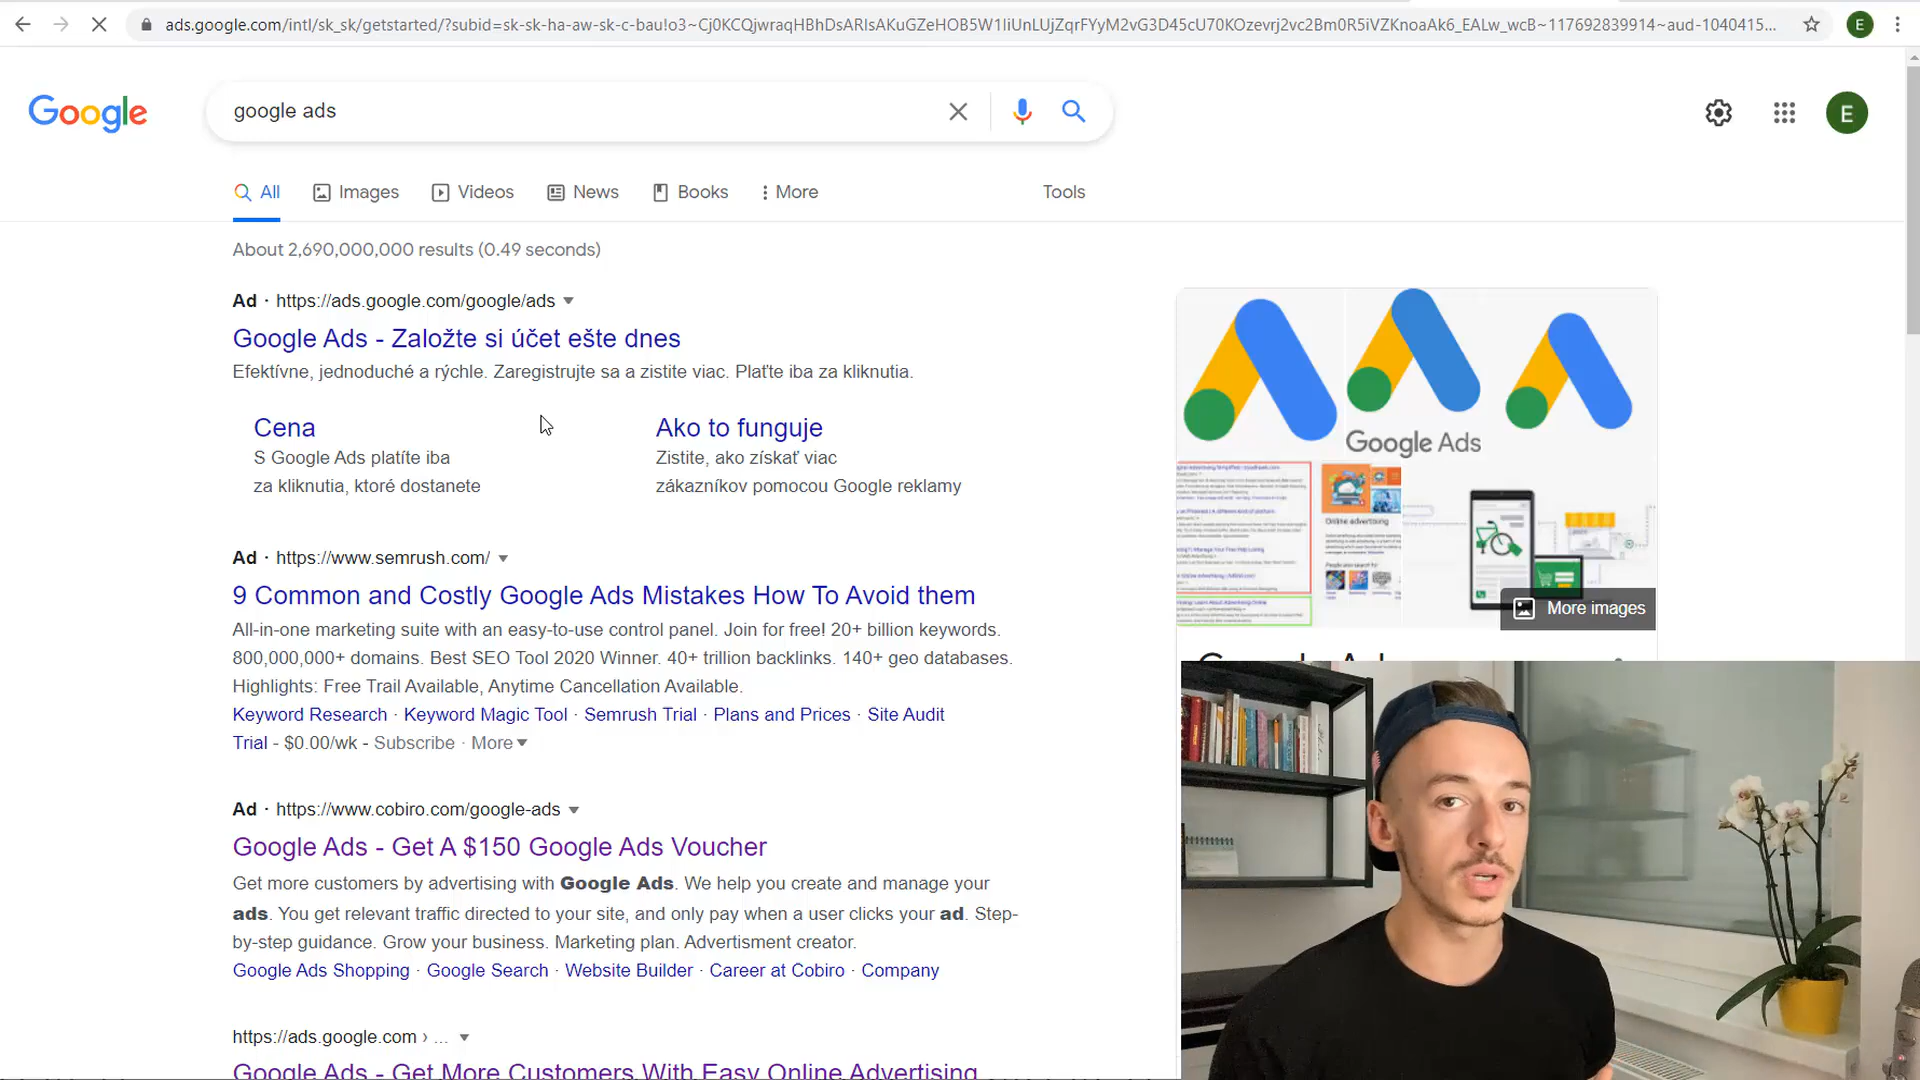 ads.google.com/intl/sk_sk/getstarted/?subid=sk-sk-ha-aw-sk-c-bau!o3~Cj0KCQjwraqHBhDsARIsAKuGZeHOB5W1IiUnLUjZqrFYyM2vG3D45cU70KOzevrj2vc2Bm0R5iVZKnoaAk6_EALw_wcB~117692839914~aud-1040415...
E
Google
google ads
E
All
Images
Videos
News
Books
More
Tools
About 2,690,000,000 results (0.49 seconds)
Ad · https://ads.google.com/google/ads
Google Ads - Založte si účet ešte dnes
Efektívne, jednoduché a rýchle. Zaregistrujte sa a zistite viac. Plaťte iba za kliknutia.
Cena
S Google Ads platíte iba
za kliknutia, ktoré dostanete
Ako to funguje
Zistite, ako získať viac
zákazníkov pomocou Google reklamy
Ad · https://www.semrush.com/
9 Common and Costly Google Ads Mistakes How To Avoid them
All-in-one marketing suite with an easy-to-use control panel. Join for free! 20+ billion keywords.
800,000,000+ domains. Best SEO Tool 2020 Winner. 40+ trillion backlinks. 140+ geo databases.
Highlights: Free Trail Available, Anytime Cancellation Available.
Keyword Research · Keyword Magic Tool · Semrush Trial · Plans and Prices · Site Audit
Trial - $0.00/wk - Subscribe · More
Ad · https://www.cobiro.com/google-ads
Google Ads - Get A $150 Google Ads Voucher
Get more customers by advertising with Google Ads. We help you create and manage your
ads. You get relevant traffic directed to your site, and only pay when a user clicks your ad. Step-
by-step guidance. Grow your business. Marketing plan. Advertisment creator.
Google Ads Shopping · Google Search · Website Builder · Career at Cobiro · Company
https://ads.google.com › ...
Google Ads - Get More Customers With Easy Online Advertising
Google Ads
Online advertising
More images